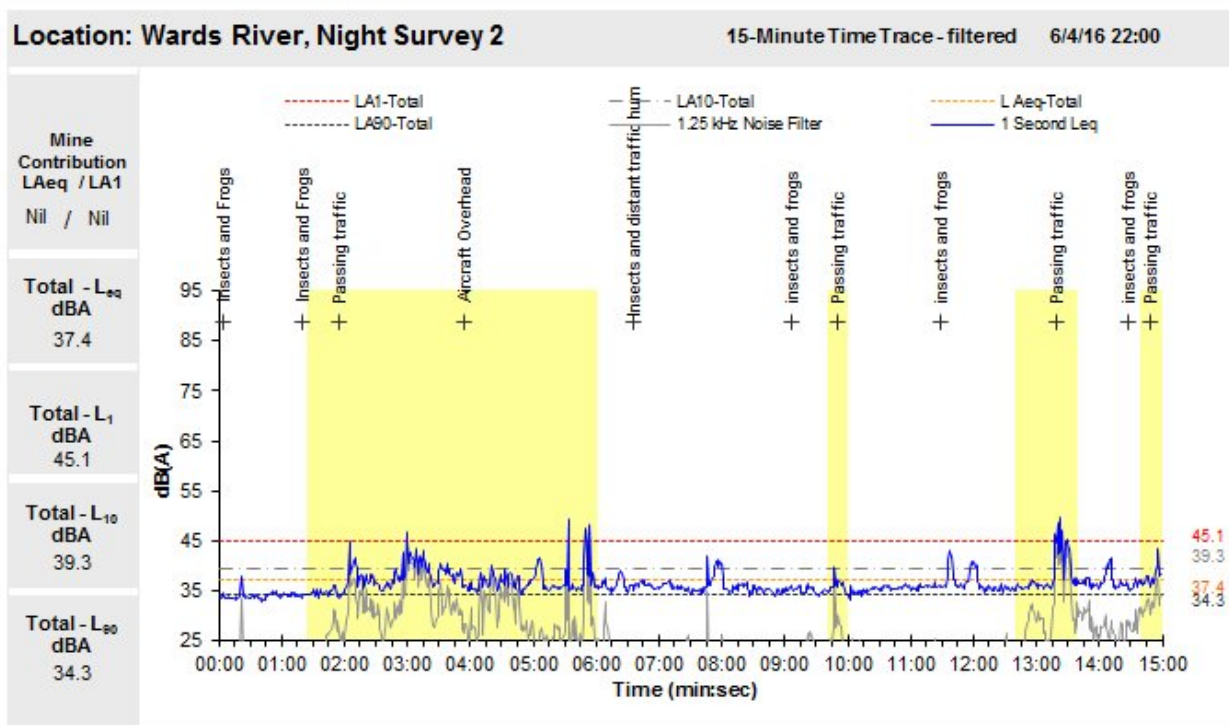 Location: Wards River, Night Survey 2
15-Minute Time Trace - filtered 6/4/16 22:00
Mine
Contribution
LAeq / LA1
Nil / Nil
Total - Leq
dBA
37.4
Total - L1
dBA
45.1
Total - L10
dBA
39.3
Total - L90
dBA
34.3
LA1-Total
LA10-Total
L Aeq-Total
LA90-Total
1.25 kHz Noise Filter
1 Second Leq
Insects and Frogs
Insects and Frogs
Passing traffic
Aircraft Overhead
Insects and distant traffic hum
insects and frogs
Passing traffic
insects and frogs
Passing traffic
insects and frogs
Passing traffic
dB(A)
95
85
75
65
55
45
35
25
45.1
39.3
37.4
34.3
00:00 01:00 02:00 03:00 04:00 05:00 06:00 07:00 08:00 09:00 10:00 11:00 12:00 13:00 14:00 15:00
Time (min:sec)